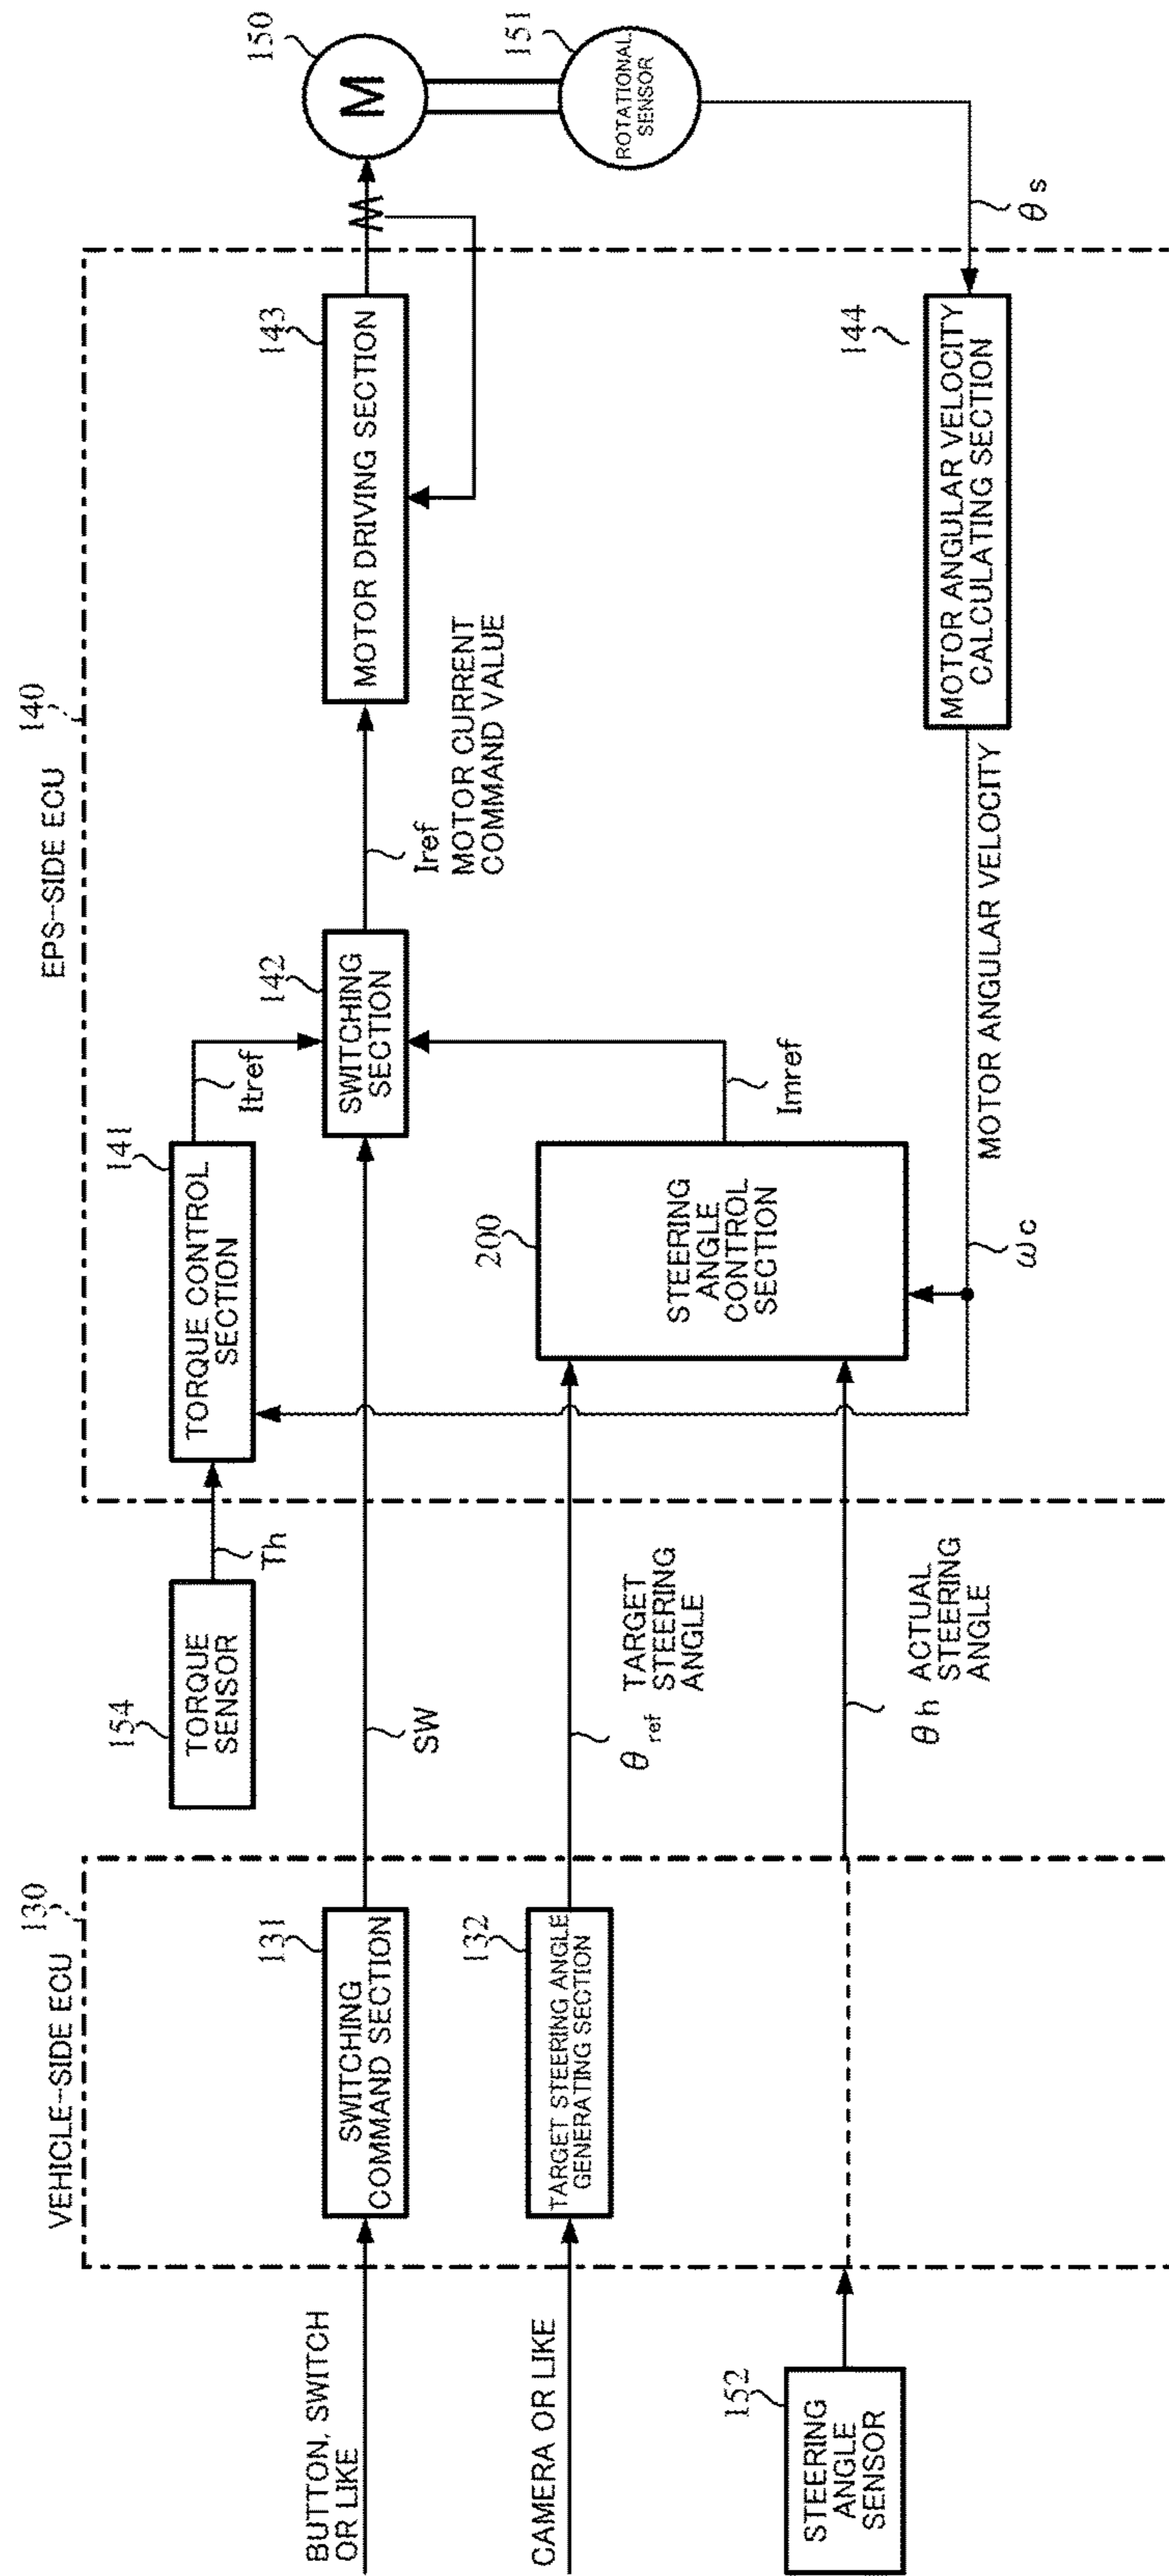 VEHICLE-SIDE ECU
130
EPS-SIDE ECU
140
BUTTON, SWITCH
OR LIKE
131
SWITCHING
COMMAND SECTION
SW
CAMERA OR LIKE
132
TARGET STEERING ANGLE
GENERATING SECTION
θref
TARGET
STEERING
ANGLE
152
STEERING
ANGLE
SENSOR
θh
ACTUAL
STEERING
ANGLE
154
TORQUE
SENSOR
Th
141
TORQUE CONTROL
SECTION
Itref
142
SWITCHING
SECTION
200
STEERING
ANGLE
CONTROL
SECTION
Imref
Iref
MOTOR CURRENT
COMMAND VALUE
143
MOTOR DRIVING SECTION
150
M
151
ROTATIONAL
SENSOR
θs
144
MOTOR ANGULAR VELOCITY
CALCULATING SECTION
MOTOR ANGULAR VELOCITY
ωc